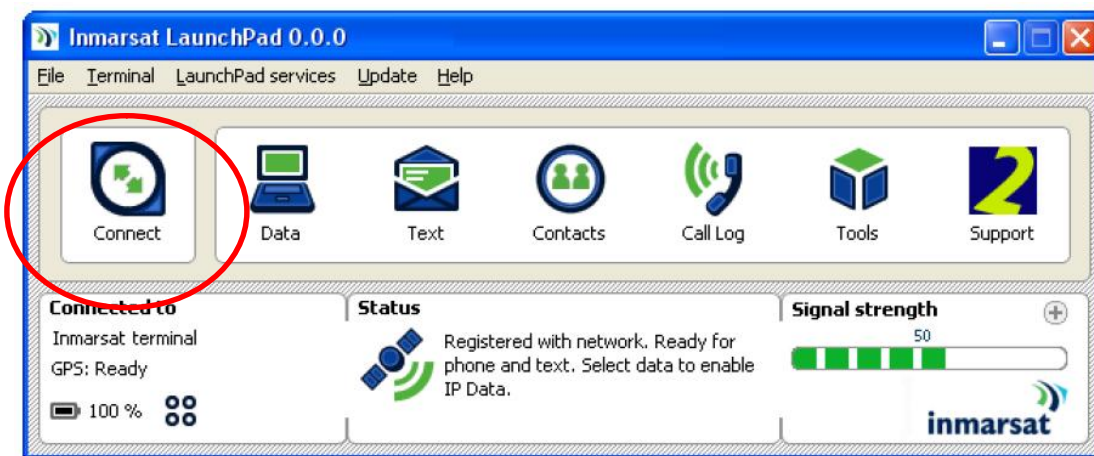 Inmarsat LaunchPad 0.0.0
File Terminal LaunchPad services Update Help
Connect Data Text Contacts Call Log Tools Support
2
Connected to
Inmarsat terminal
GPS: Ready
100 %
Status
Registered with network. Ready for
phone and text. Select data to enable
IP Data.
Signal strength
50
inmarsat